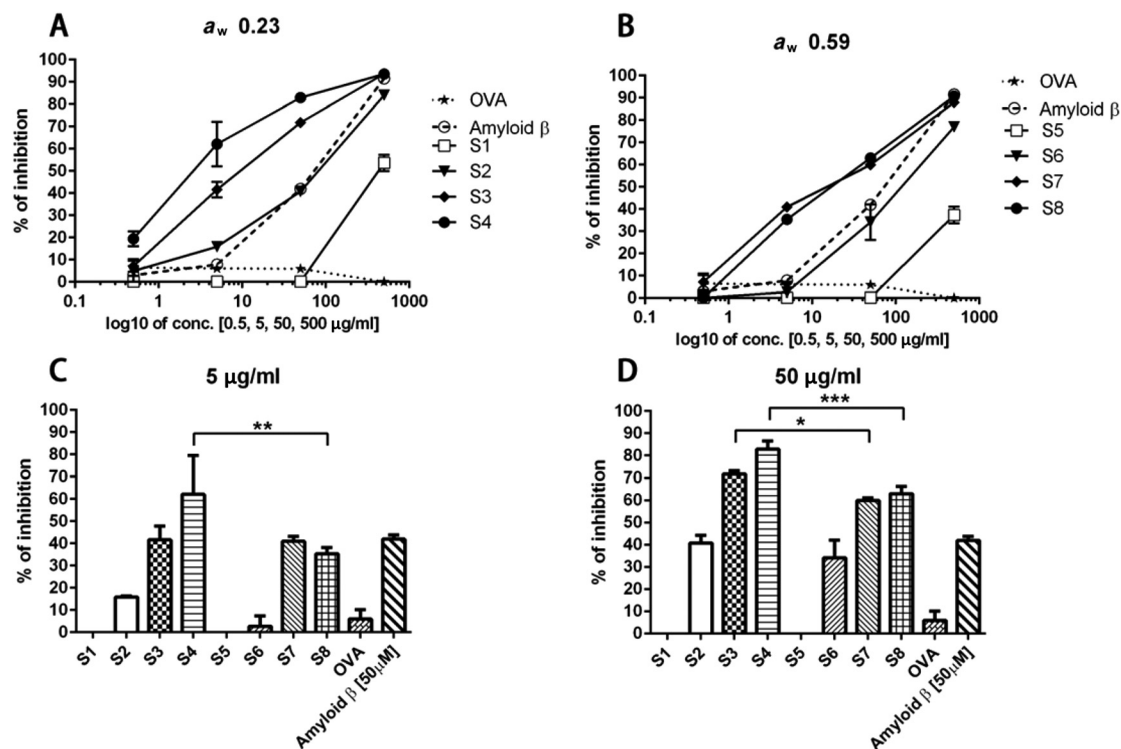 A
a w 0.23
100
90
80
70
60
50
40
30
20
10
0
% of inhibition
0.1
1
10
100
1000
log10 of conc. [0.5, 5, 50, 500 µg/ml]
OVA
Amyloid β
S1
S2
S3
S4
B
a w 0.59
100
90
80
70
60
50
40
30
20
10
0
% of inhibition
0.1
1
10
100
1000
log10 of conc. [0.5, 5, 50, 500 µg/ml]
OVA
Amyloid β
S5
S6
S7
S8
C
5 µg/ml
100
90
80
70
60
50
40
30
20
10
0
% of inhibition
**
S1
S2
S3
S4
S5
S6
S7
S8
OVA
Amyloid β [50µM]
D
50 µg/ml
100
90
80
70
60
50
40
30
20
10
0
% of inhibition
***
*
S1
S2
S3
S4
S5
S6
S7
S8
OVA
Amyloid β [50µM]